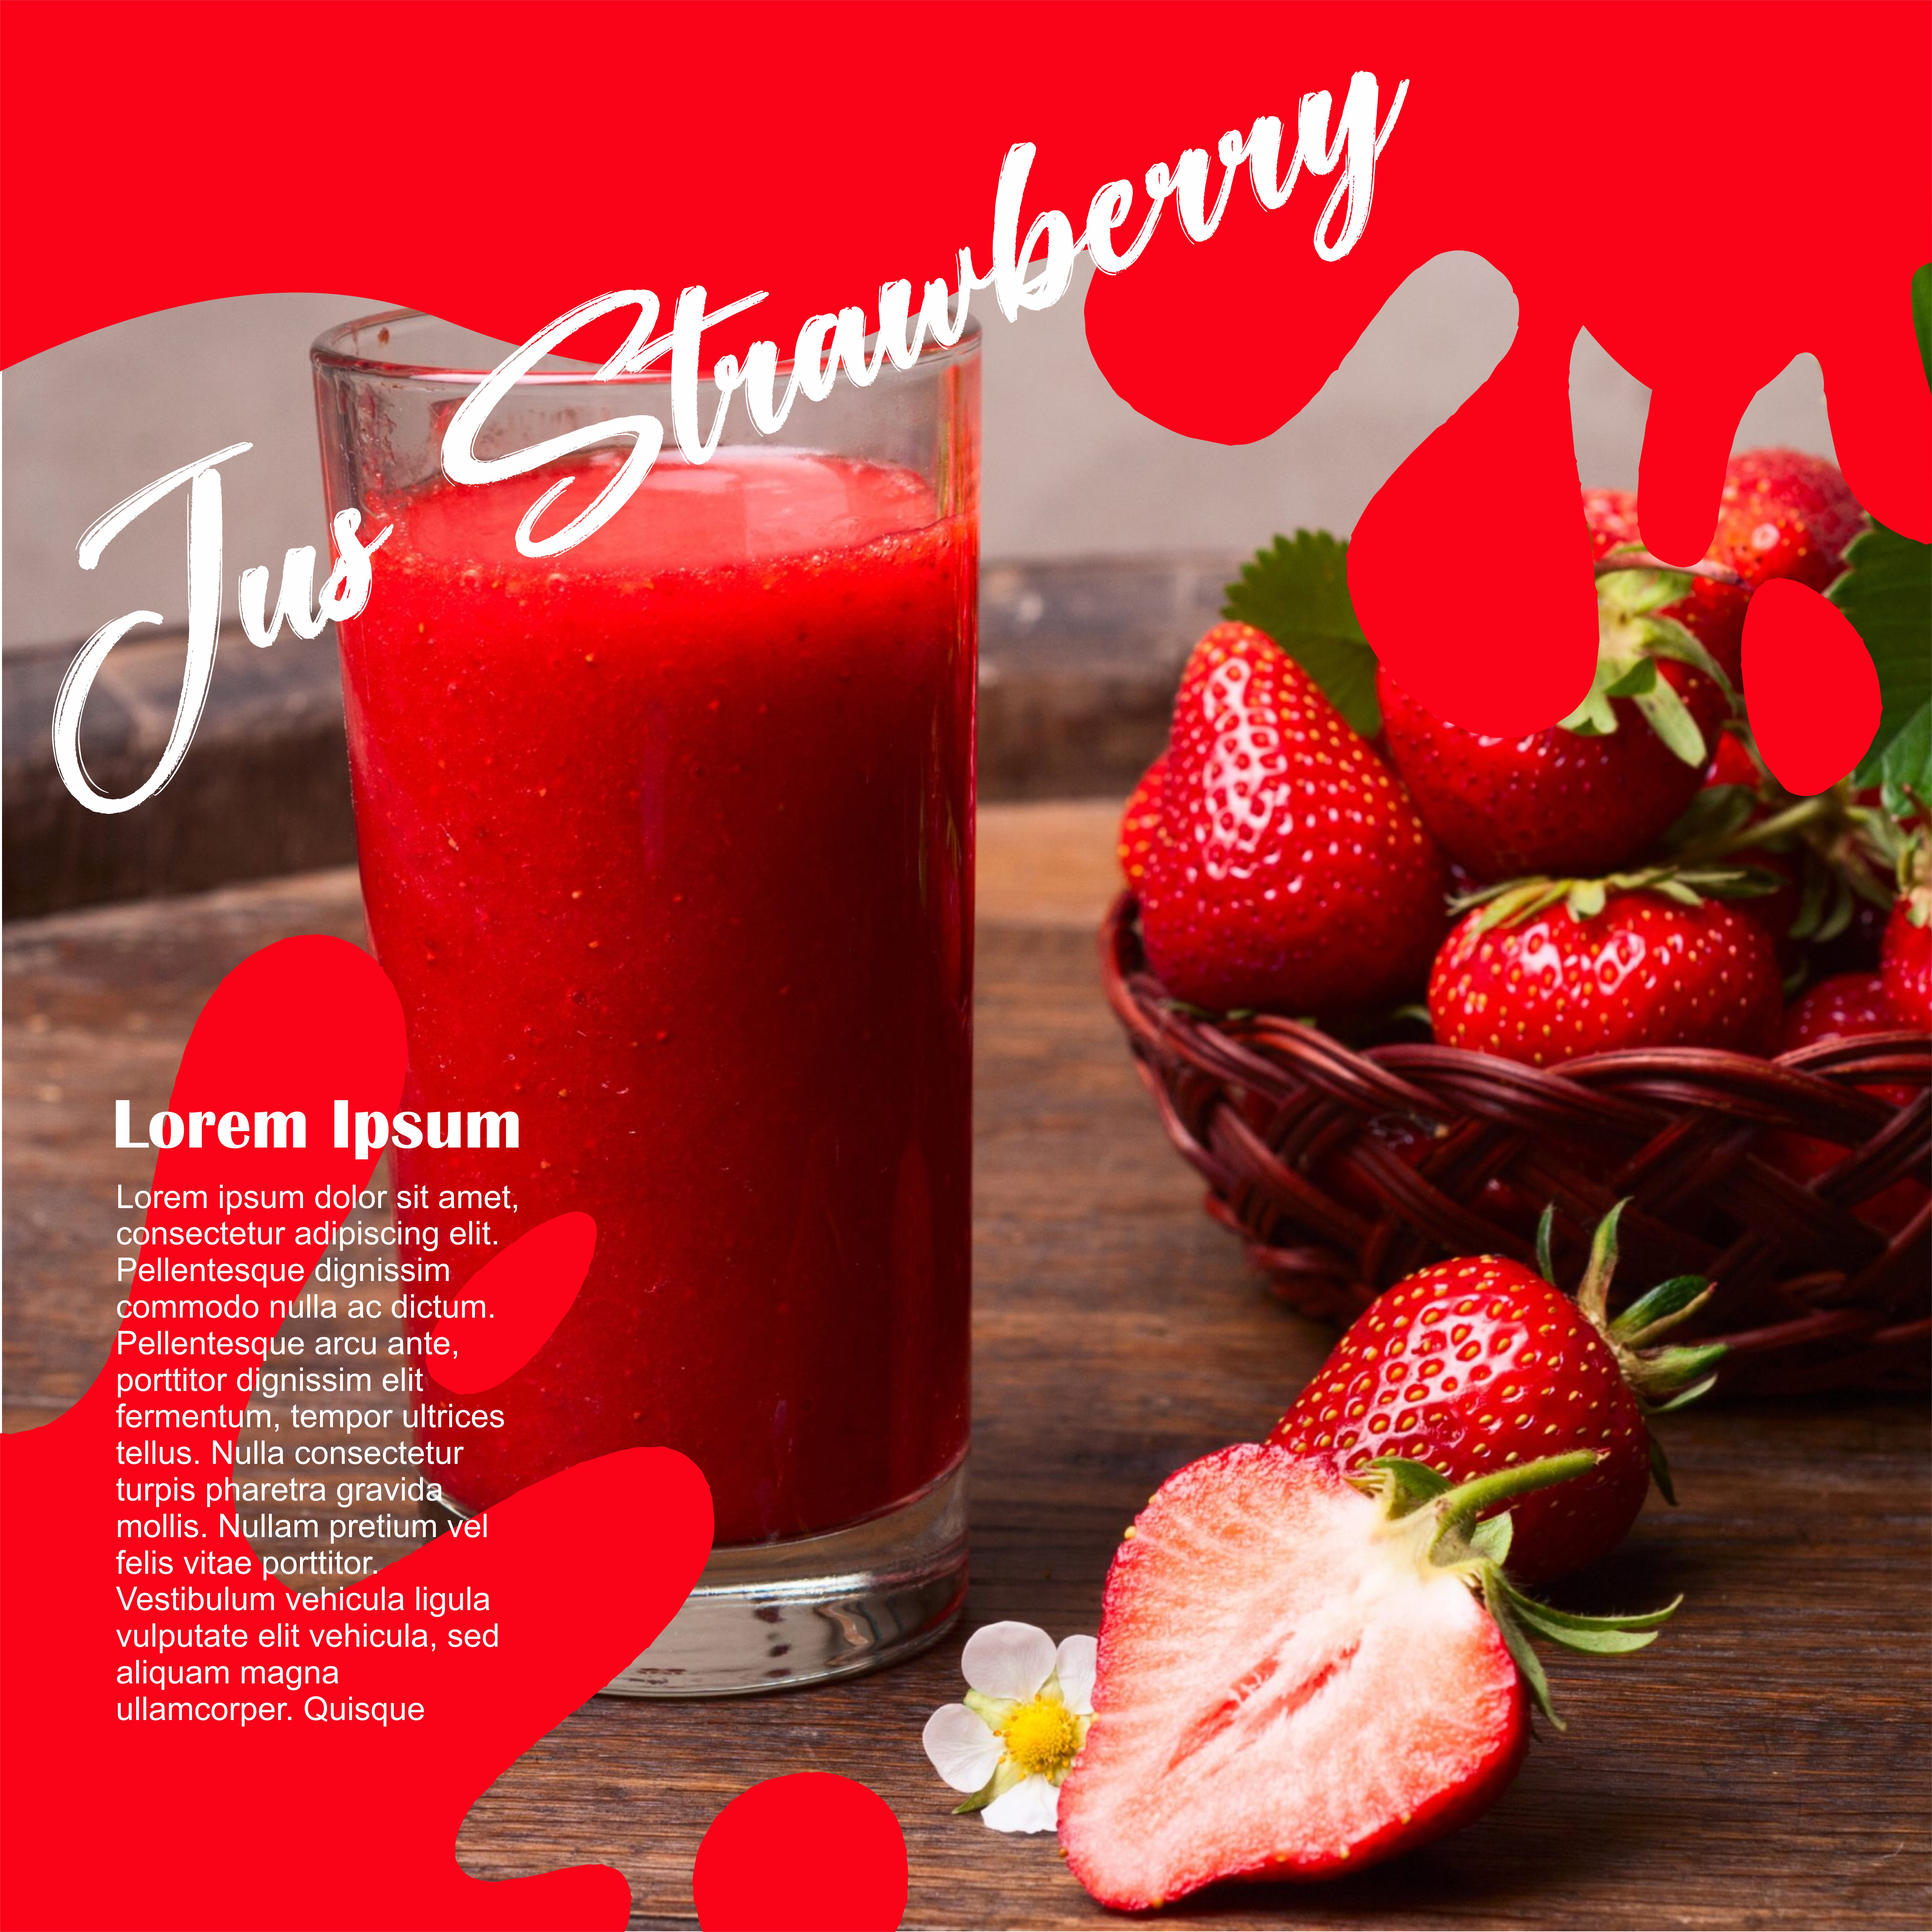 Jus Strawberry
Lorem Ipsum
Lorem ipsum dolor sit amet,
consectetur adipiscing elit.
Pellentesque dignissim
commodo nulla ac dictum.
Pellentesque arcu ante,
porttitor dignissim elit
fermentum, tempor ultrices
tellus. Nulla consectetur
turpis pharetra gravida
mollis. Nullam pretium vel
felis vitae porttitor.
Vestibulum vehicula ligula
vulputate elit vehicula, sed
aliquam magna
ullamcorper. Quisque